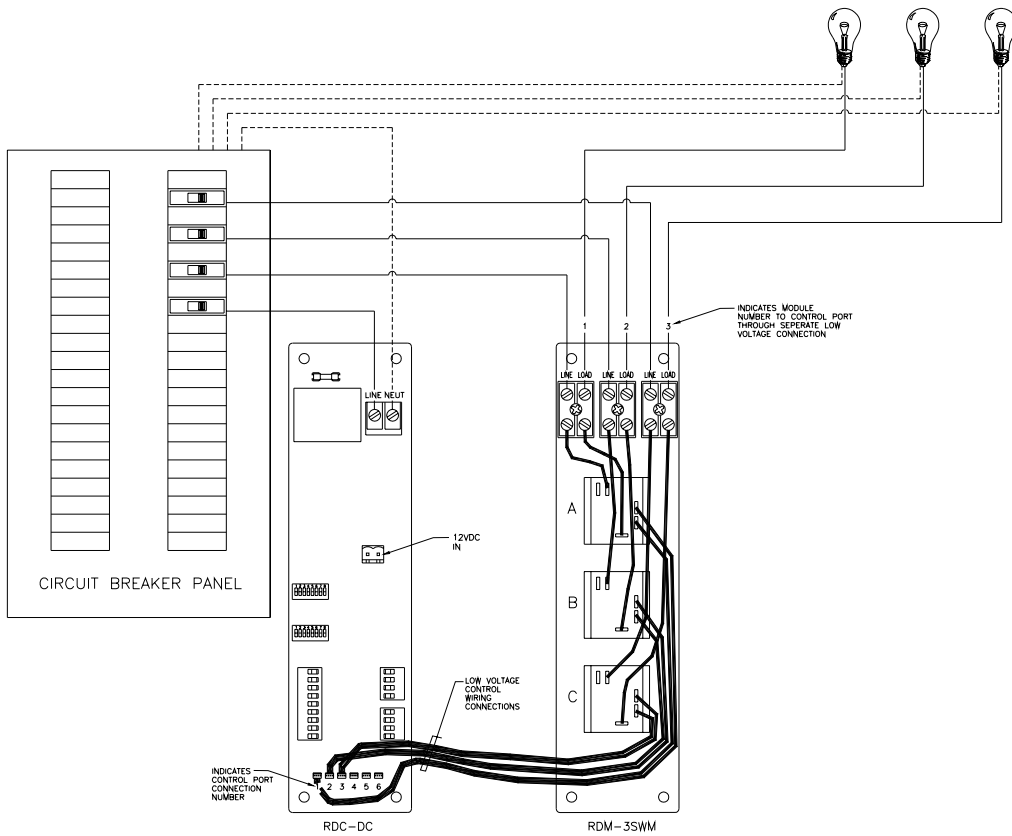 1 2 3
INDICATES MODULE
NUMBER TO CONTROL PORT
THROUGH SEPERATE LOW
VOLTAGE CONNECTION
LINE LOAD LINE LOAD LINE LOAD
LINE NEUT
A
12VDC
IN
CIRCUIT BREAKER PANEL
B
LOW VOLTAGE
CONTROL
WIRING
CONNECTIONS
C
INDICATES
CONTROL PORT
CONNECTION
NUMBER
1 2 3 4 5 6
RDC-DC
RDM-3SWM